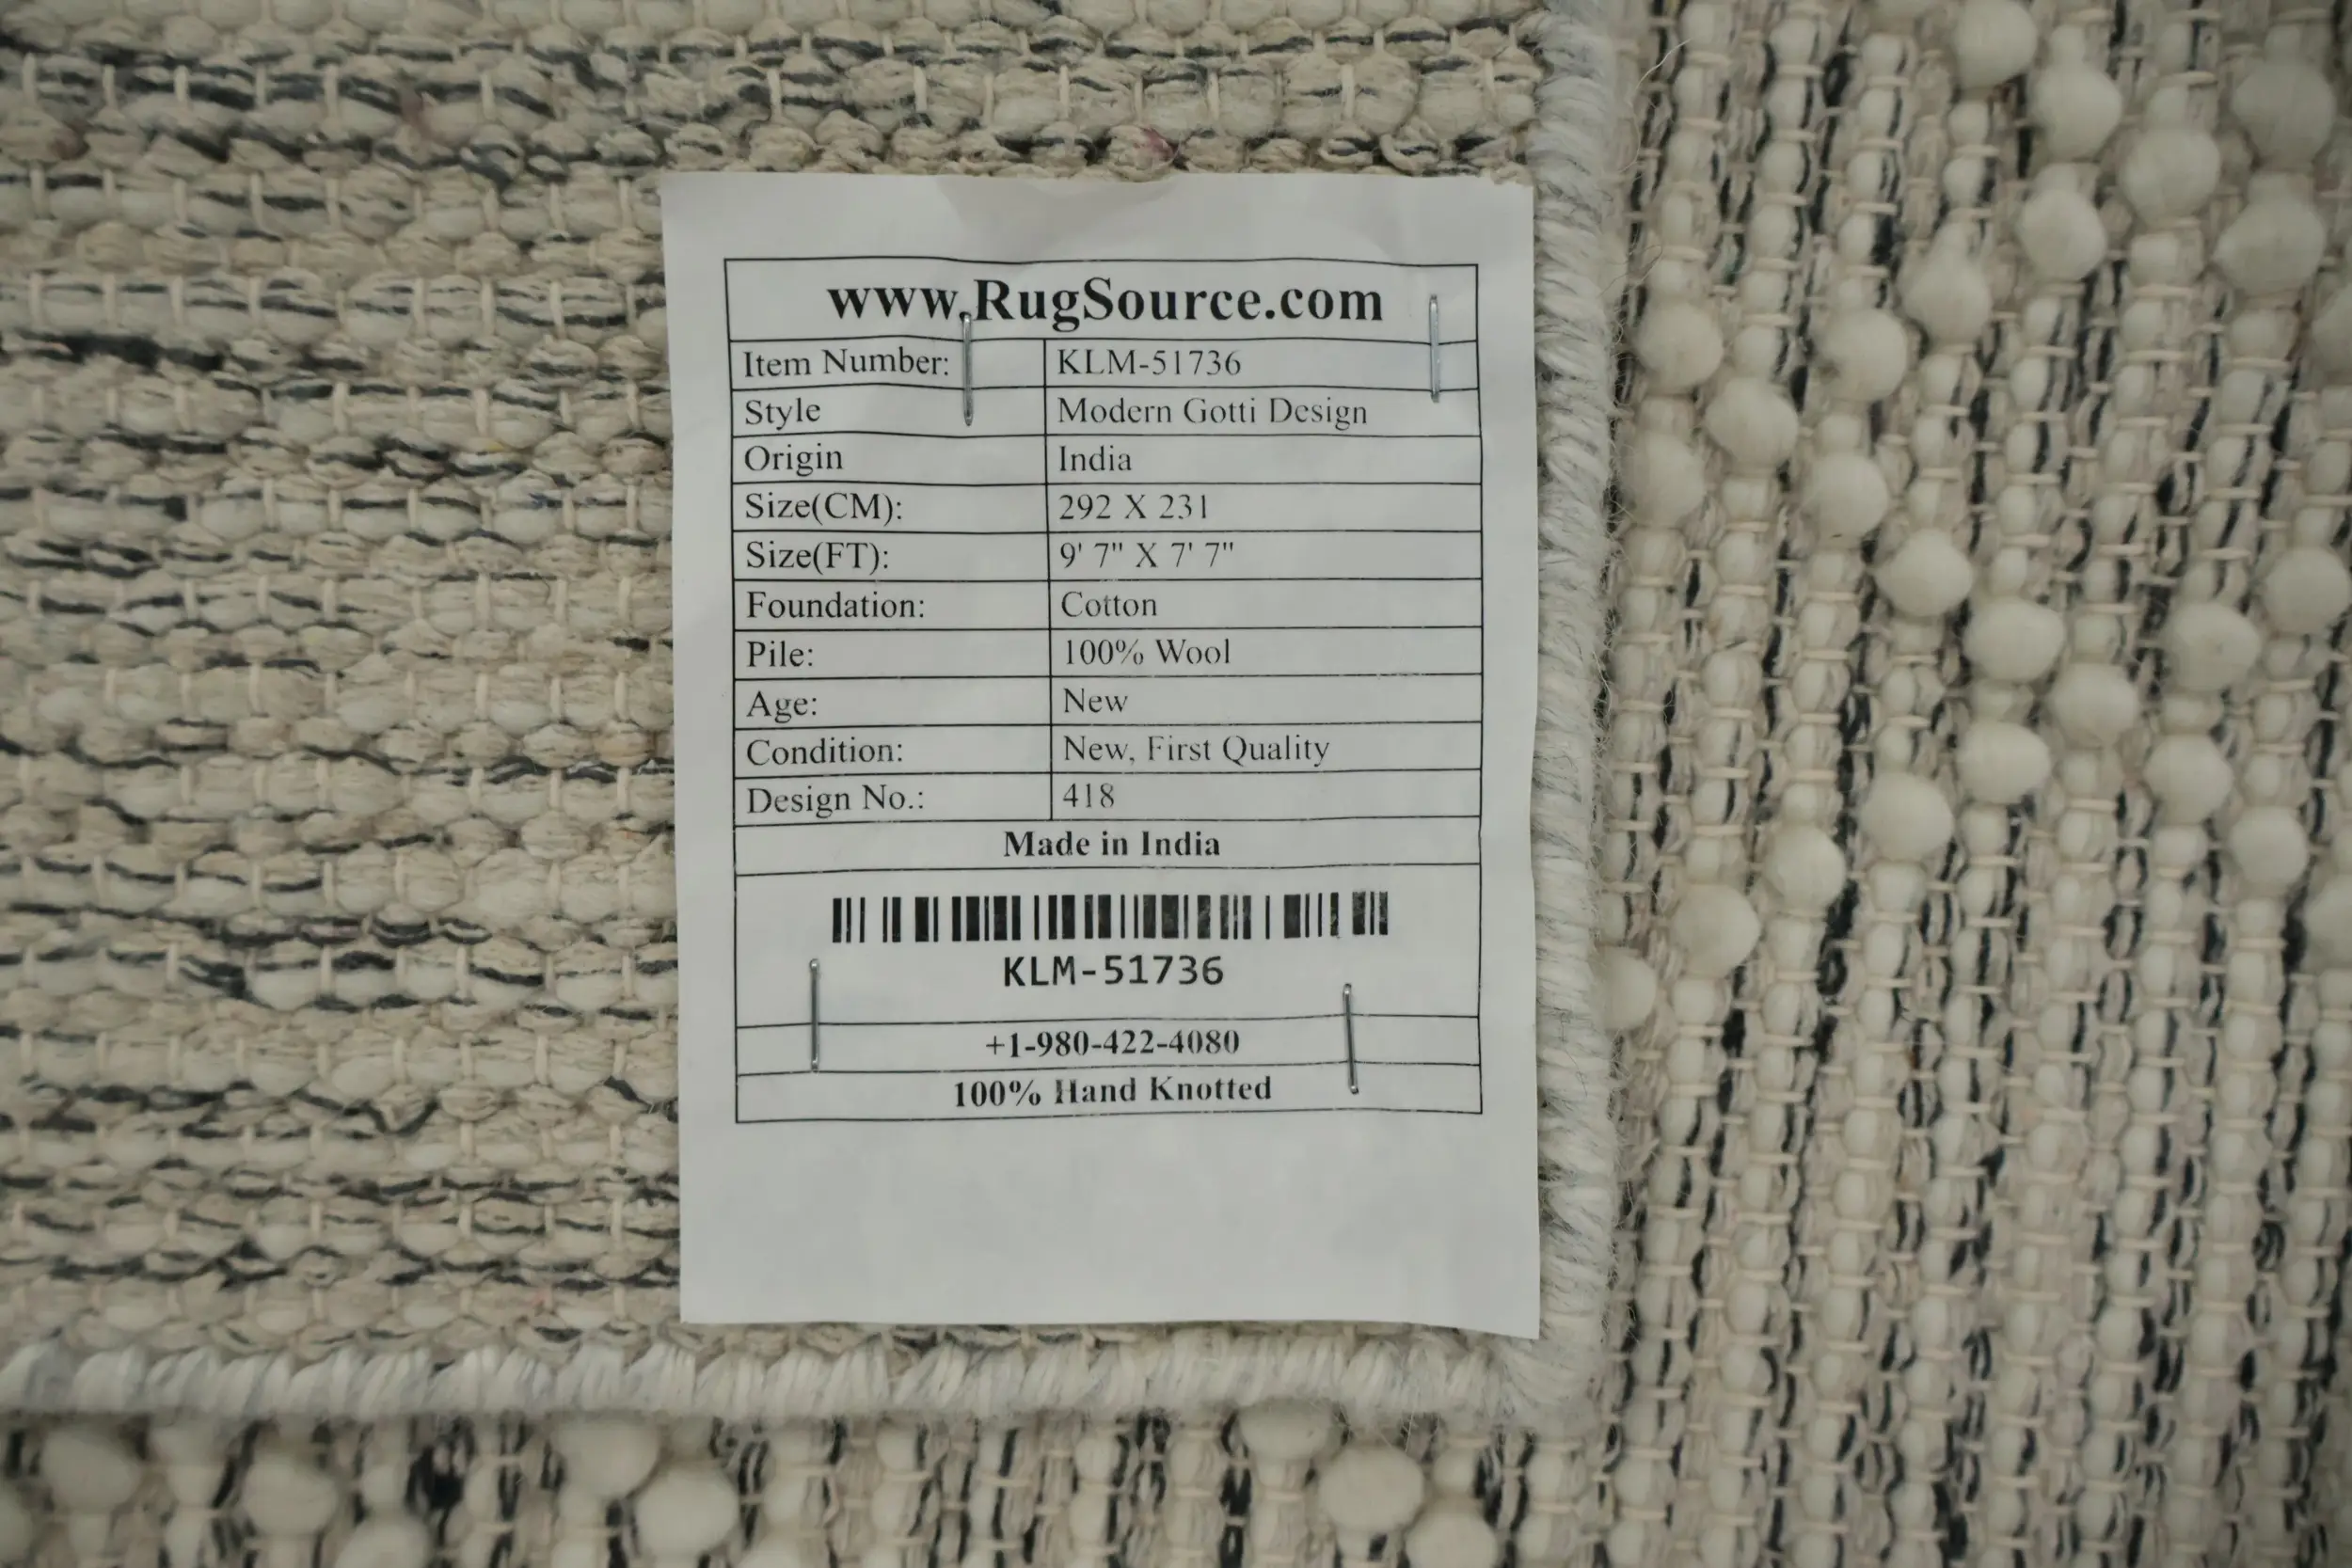 www.RugSource.com
Item Number: KLM-51736
Style Modern Gotti Design
Origin India
Size(CM): 292 X 231
Size(FT): 9' 7" X 7' 7"
Foundation: Cotton
Pile: 100% Wool
Age: New
Condition: New, First Quality
Design No.: 418
Made in India
KLM-51736
+1-980-422-4080
100% Hand Knotted